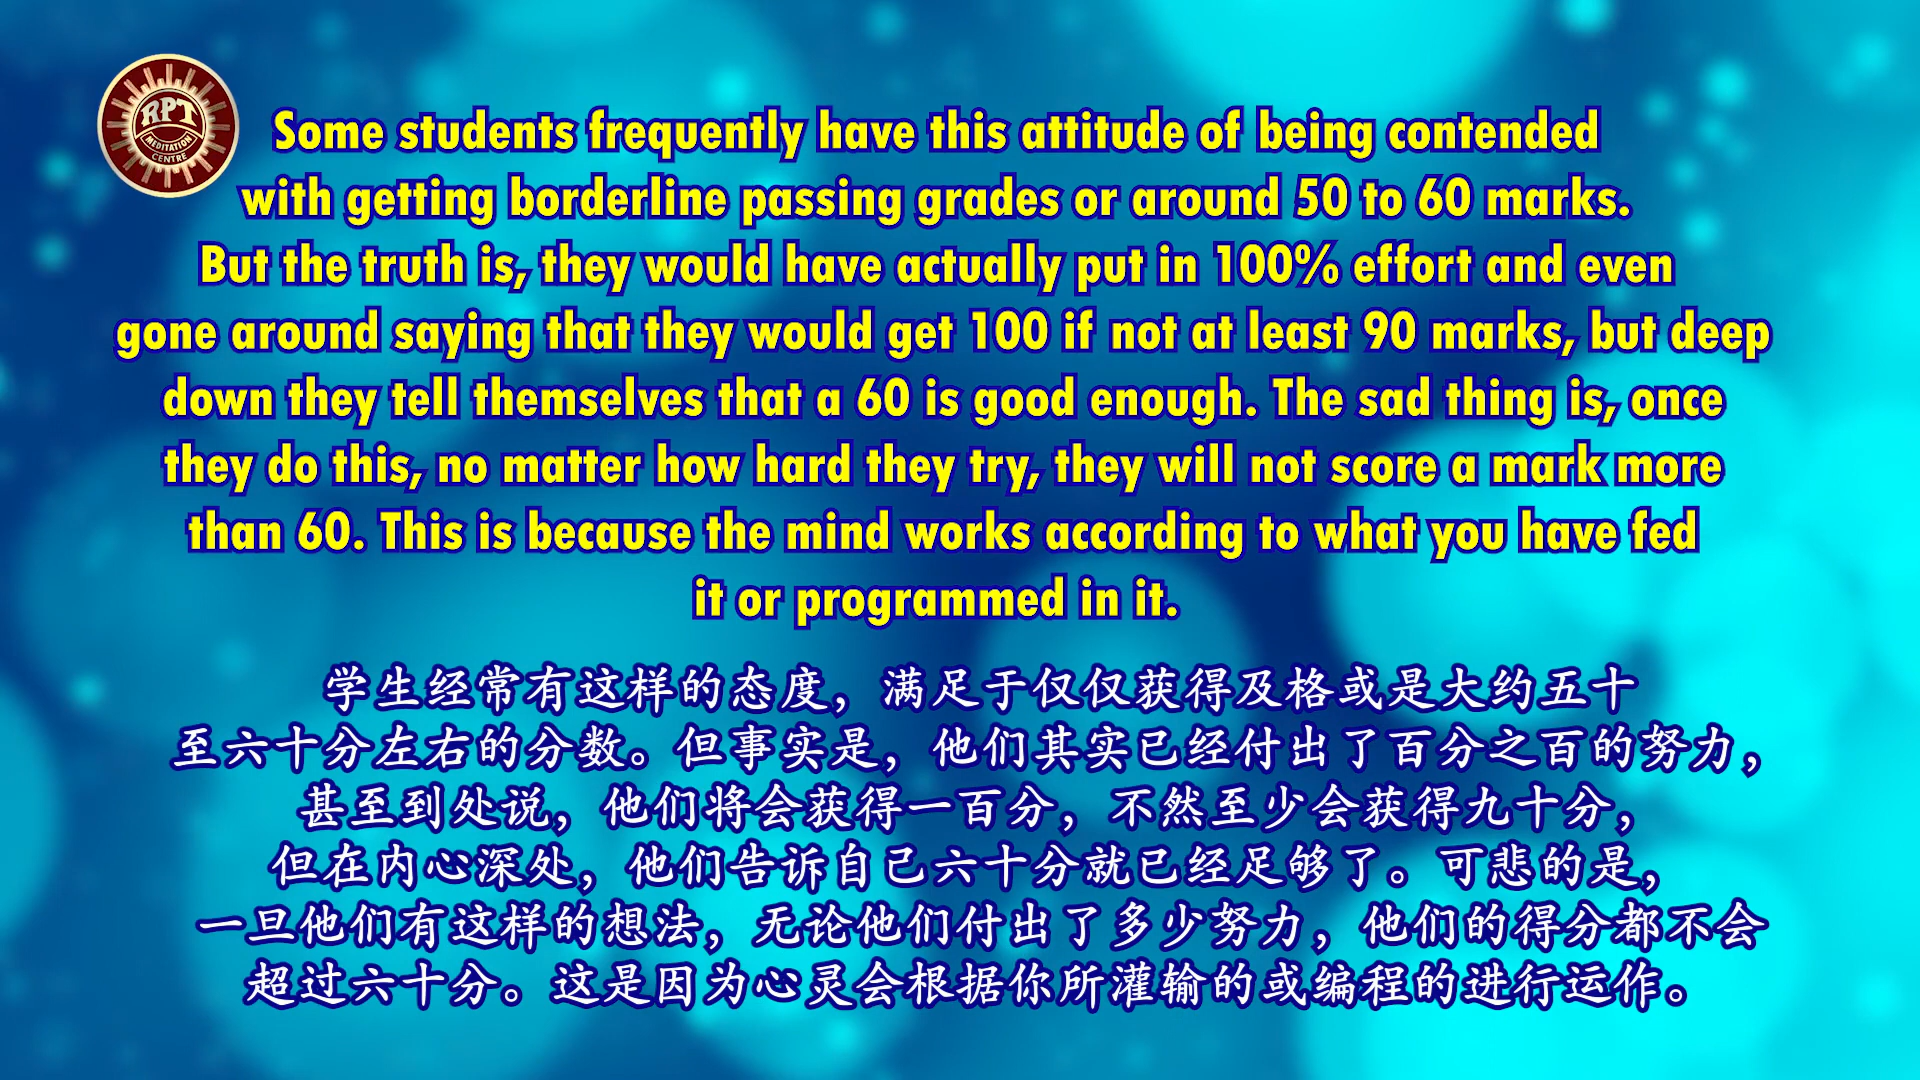 RPT
MEDITATION
CENTRE
Some students frequently have this attitude of being contended
with getting borderline passing grades or around 50 to 60 marks.
But the truth is, they would have actually put in 100% effort and even
gone around saying that they would get 100 if not at least 90 marks, but deep
down they tell themselves that a 60 is good enough. The sad thing is, once
they do this, no matter how hard they try, they will not score a mark more
than 60. This is because the mind works according to what you have fed
it or programmed in it.
学生经常有这样的态度，满足于仅仅获得及格或是大约五十
至六十分左右的分数。但事实是，他们其实已经付出了百分之百的努力，
甚至到处说，他们将会获得一百分，不然至少会获得九十分，
但在内心深处，他们告诉自己六十分就已经足够了。可悲的是，
一旦他们有这样的想法，无论他们付出了多少努力，他们的得分都不会
超过六十分。这是因为心灵会根据你所灌输的或编程的进行运作。